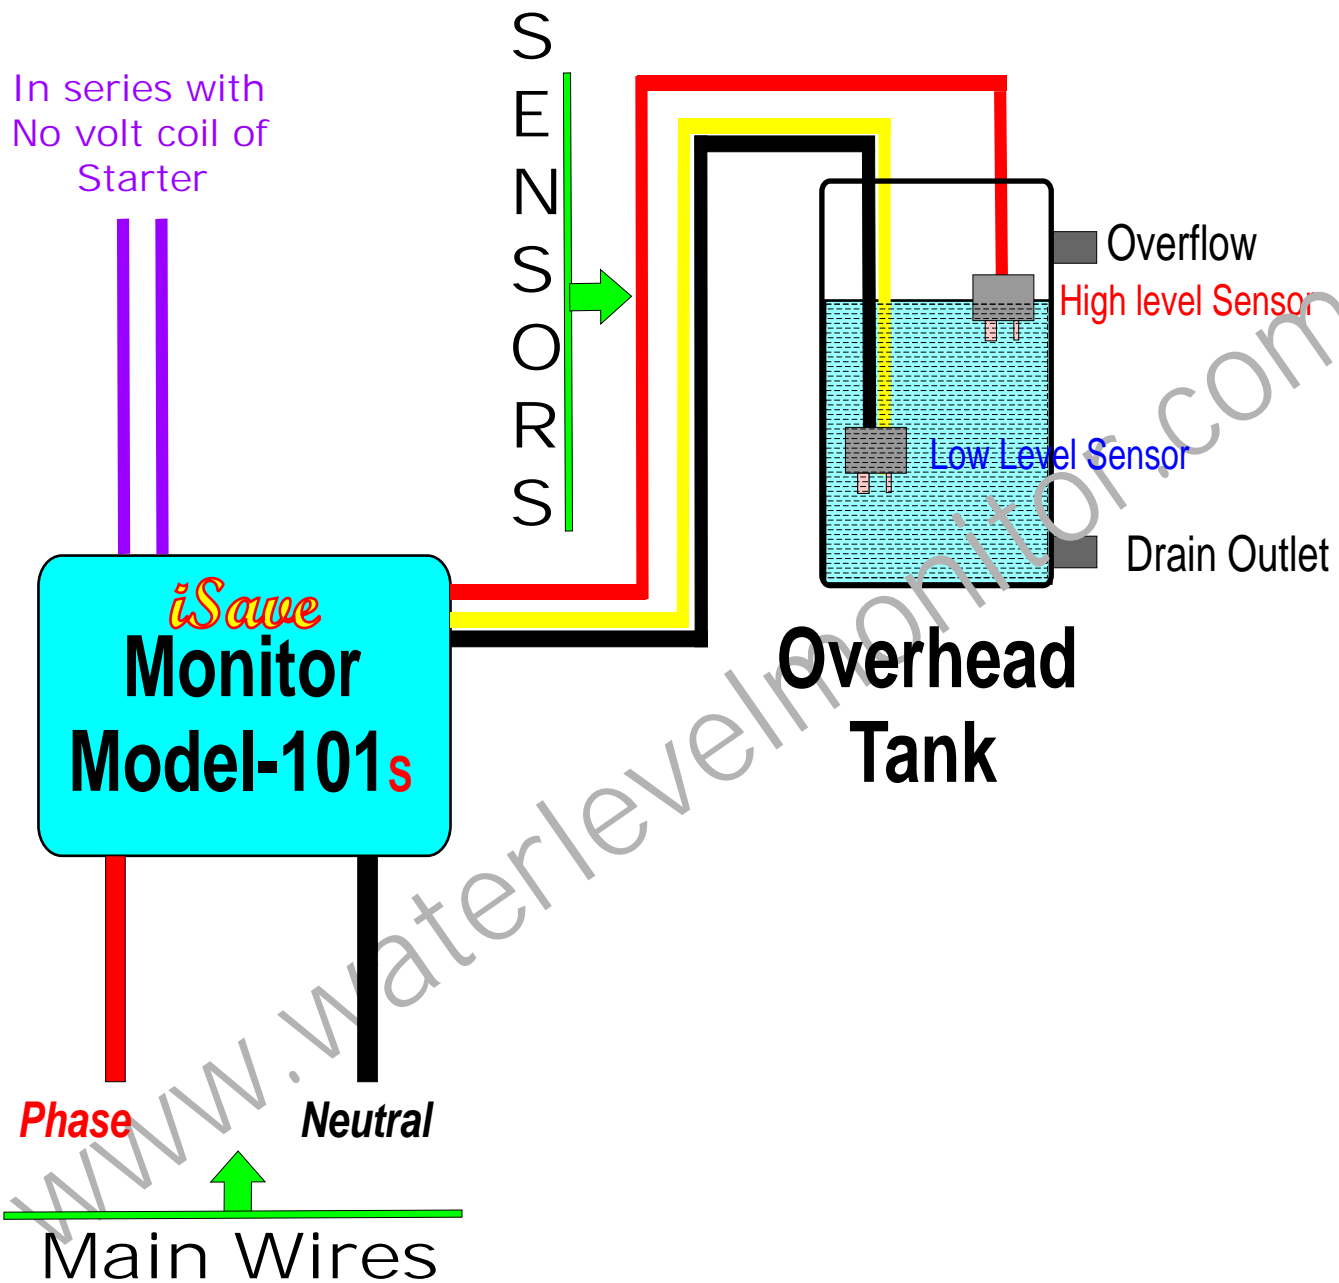 In series with
No volt coil of
Starter
SENSORS
Overflow
High level Sensor
Low Level Sensor
Drain Outlet
iSave
Monitor
Model-101s
Overhead
Tank
Phase
Neutral
Main Wires
www.waterlevelmonitor.com